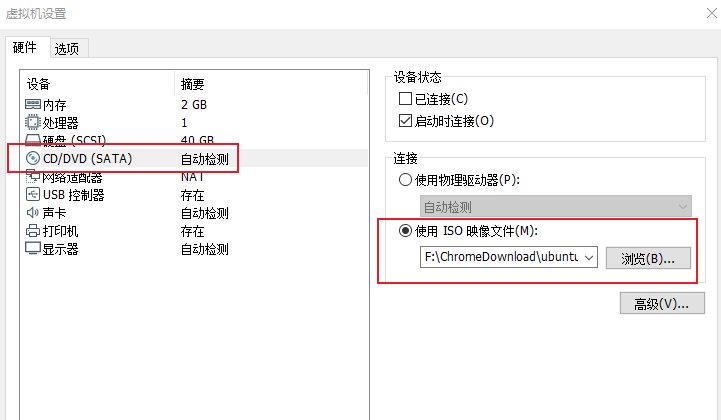 虚拟机设置
硬件 选项
设备 摘要
内存 2 GB
处理器 1
硬盘 (SCSI) 40 GB
CD/DVD (SATA) 自动检测
网络适配器 NAT
USB 控制器 存在
声卡 自动检测
打印机 存在
显示器 自动检测
设备状态
已连接(C)
启动时连接(O)
连接
使用物理驱动器(P):
自动检测
使用 ISO 映像文件(M):
F:\ChromeDownload\ubuntu
浏览(B)...
高级(V)...